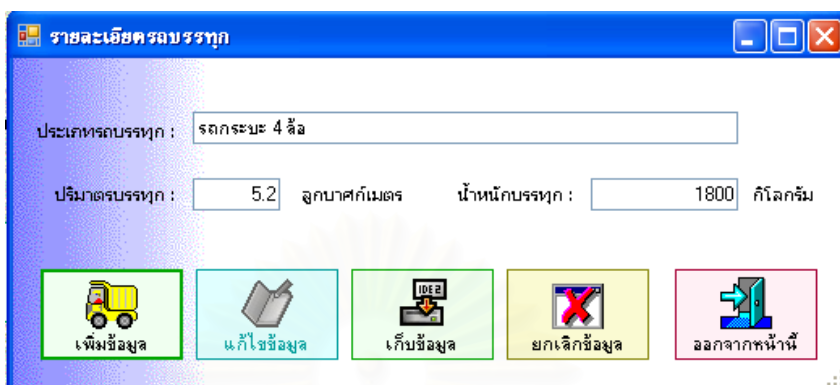 รายละเอียดรถบรรทุก
ประเภทรถบรรทุก : รถกระบะ 4 ล้อ
ปริมาตรบรรทุก : 5.2 ลูกบาศก์เมตร น้ำหนักบรรทุก : 1800 กิโลกรัม
IDE 2
เพิ่มข้อมูล แก้ไขข้อมูล เก็บข้อมูล ยกเลิกข้อมูล ออกจากหน้านี้